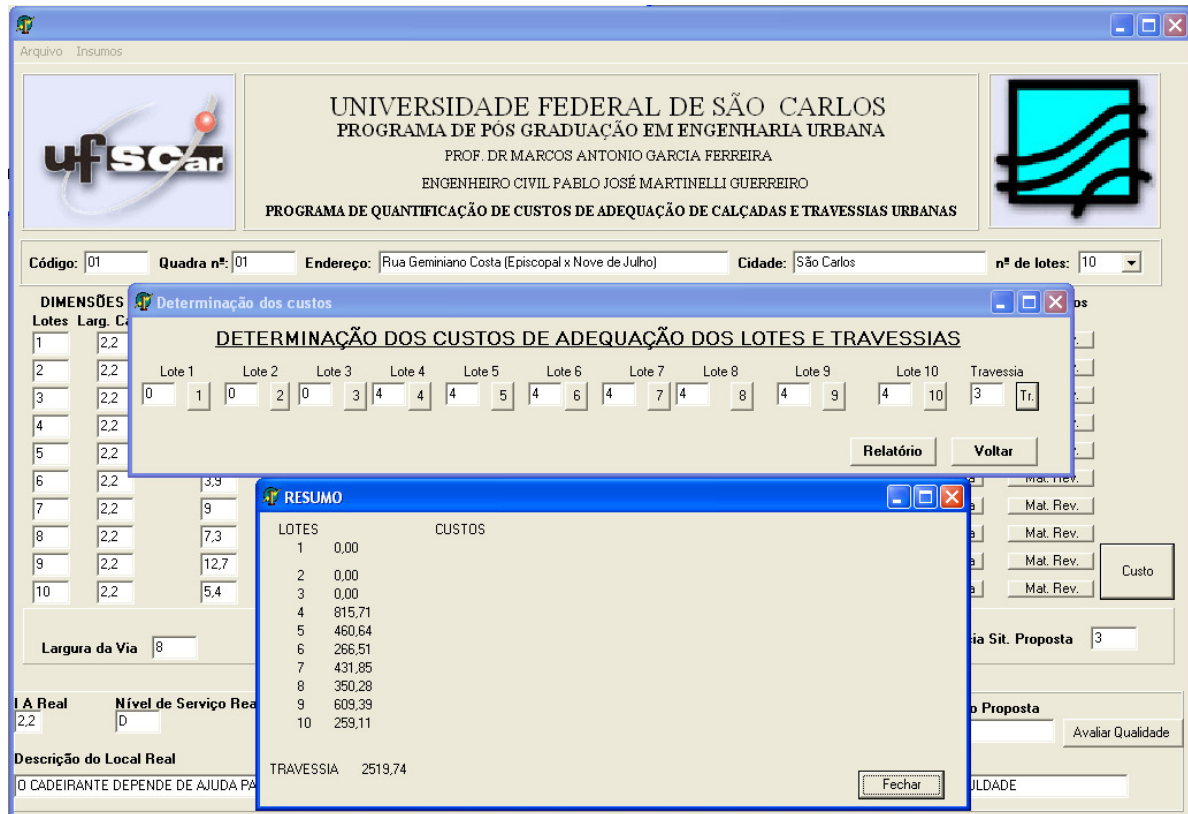 Arquivo Insumos
ufscar
UNIVERSIDADE FEDERAL DE SÃO CARLOS
PROGRAMA DE PÓS GRADUAÇÃO EM ENGENHARIA URBANA
PROF. DR MARCOS ANTONIO GARCIA FERREIRA
ENGENHEIRO CIVIL PABLO JOSÉ MARTINELLI GUERREIRO
PROGRAMA DE QUANTIFICAÇÃO DE CUSTOS DE ADEQUAÇÃO DE CALÇADAS E TRAVESSIAS URBANAS
Código: 01 Quadra nº: 01 Endereço: Rua Geminiano Costa (Episcopal x Nove de Julho) Cidade: São Carlos nº de lotes: 10
DIMENSÕES
Lotes Larg.
1 2,2
2 2,2
3 2,2
4 2,2
5 2,2
6 2,2 3,9 Mat. Rev.
7 2,2 9 Mat. Rev.
8 2,2 7,3 Mat. Rev.
9 2,2 12,7 Mat. Rev.
10 2,2 5,4 Mat. Rev.
Custo
Determinação dos custos
DETERMINAÇÃO DOS CUSTOS DE ADEQUAÇÃO DOS LOTES E TRAVESSIAS
Lote 1 Lote 2 Lote 3 Lote 4 Lote 5 Lote 6 Lote 7 Lote 8 Lote 9 Lote 10 Travessia
0 1 0 2 0 3 4 4 4 5 4 6 4 7 4 8 4 9 4 10 3 Tr.
Relatório Voltar
RESUMO
LOTES CUSTOS
1 0,00
2 0,00
3 0,00
4 815,71
5 460,64
6 266,51
7 431,85
8 350,28
9 609,39
10 259,11
TRAVESSIA 2519,74
Fechar
Largura da Via 8 Sit. Proposta 3
I A Real Nível de Serviço Proposta
2,2 D Avaliar Qualidade
Descrição do Local Real
O CADEIRANTE DEPENDE DE AJUDA